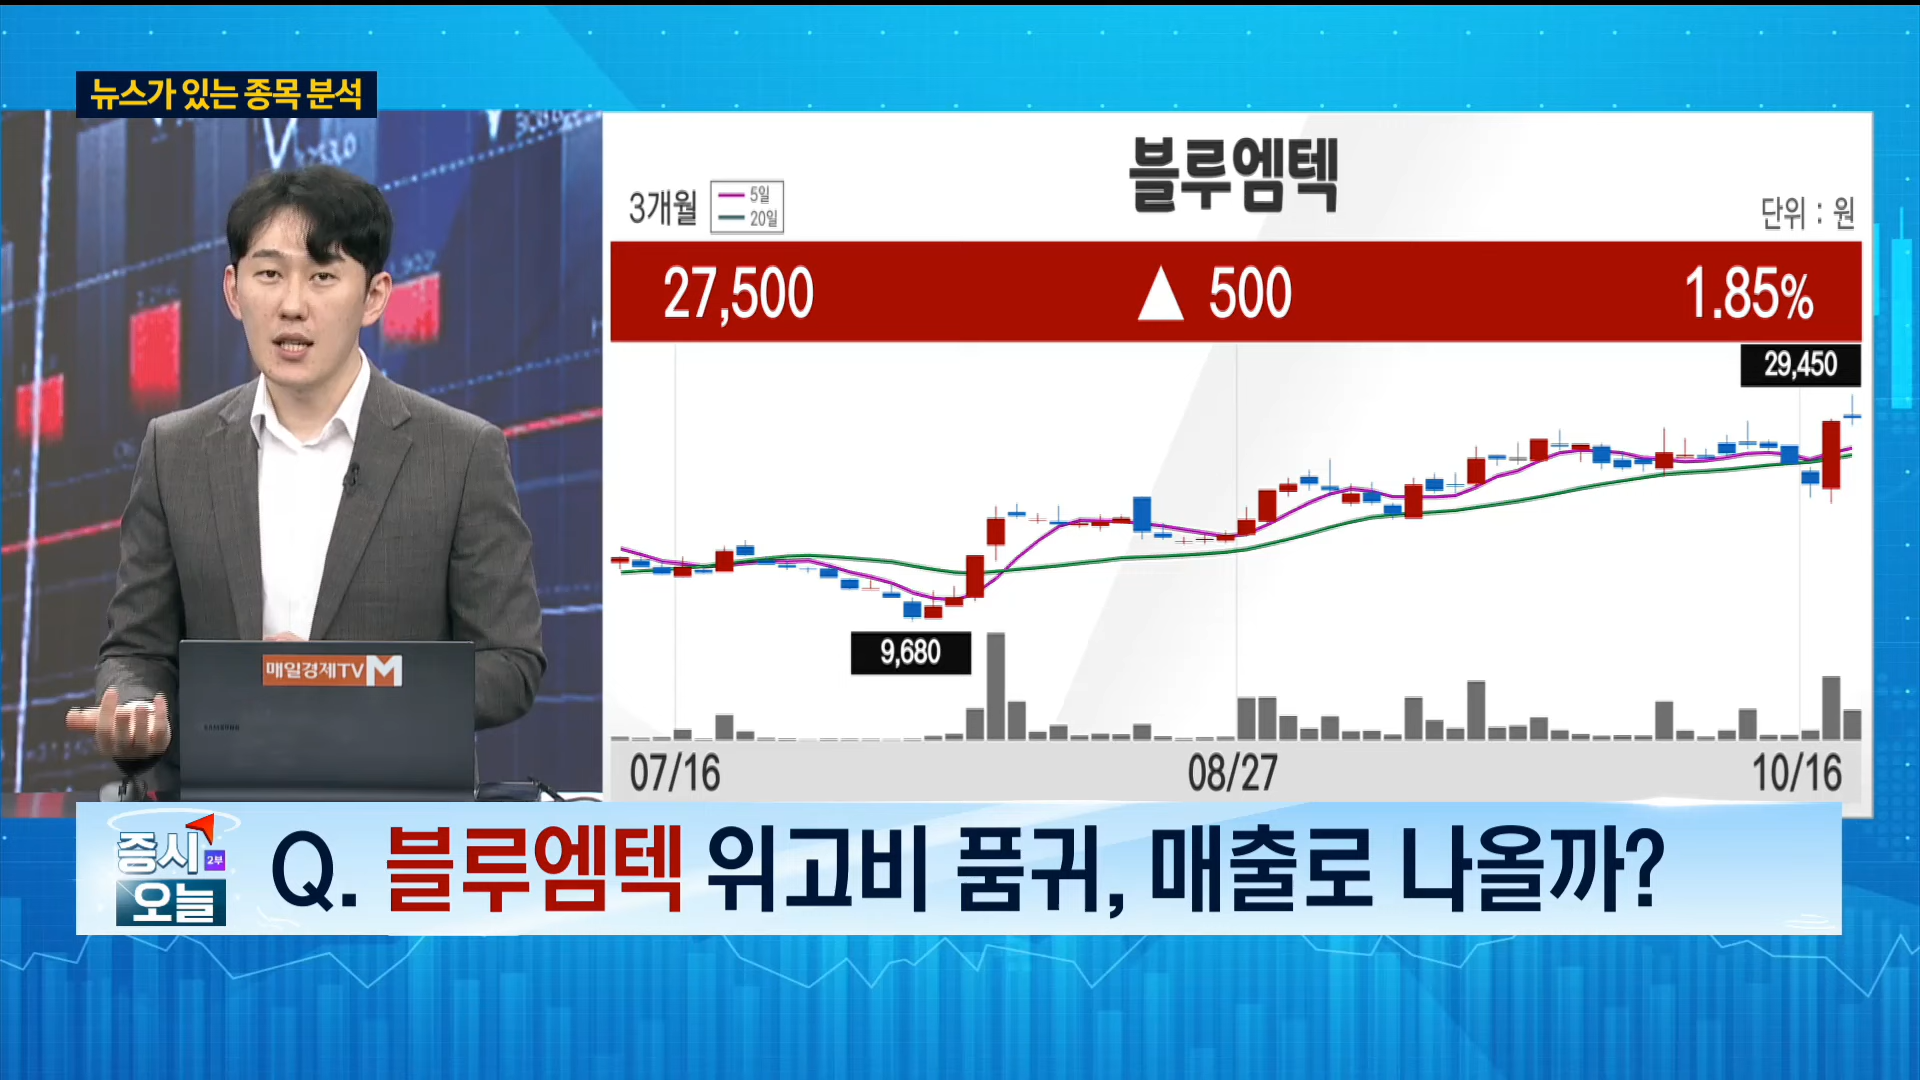 뉴스가 있는 종목 분석
블루엠텍
3개월
5일
20일
단위 : 원
27,500 ▲ 500 1.85%
29,450
9,680
07/16 08/27 10/16
매일경제TV M
SAMSUNG
증시 2부
오늘
Q. 블루엠텍 위고비 품귀, 매출로 나올까?